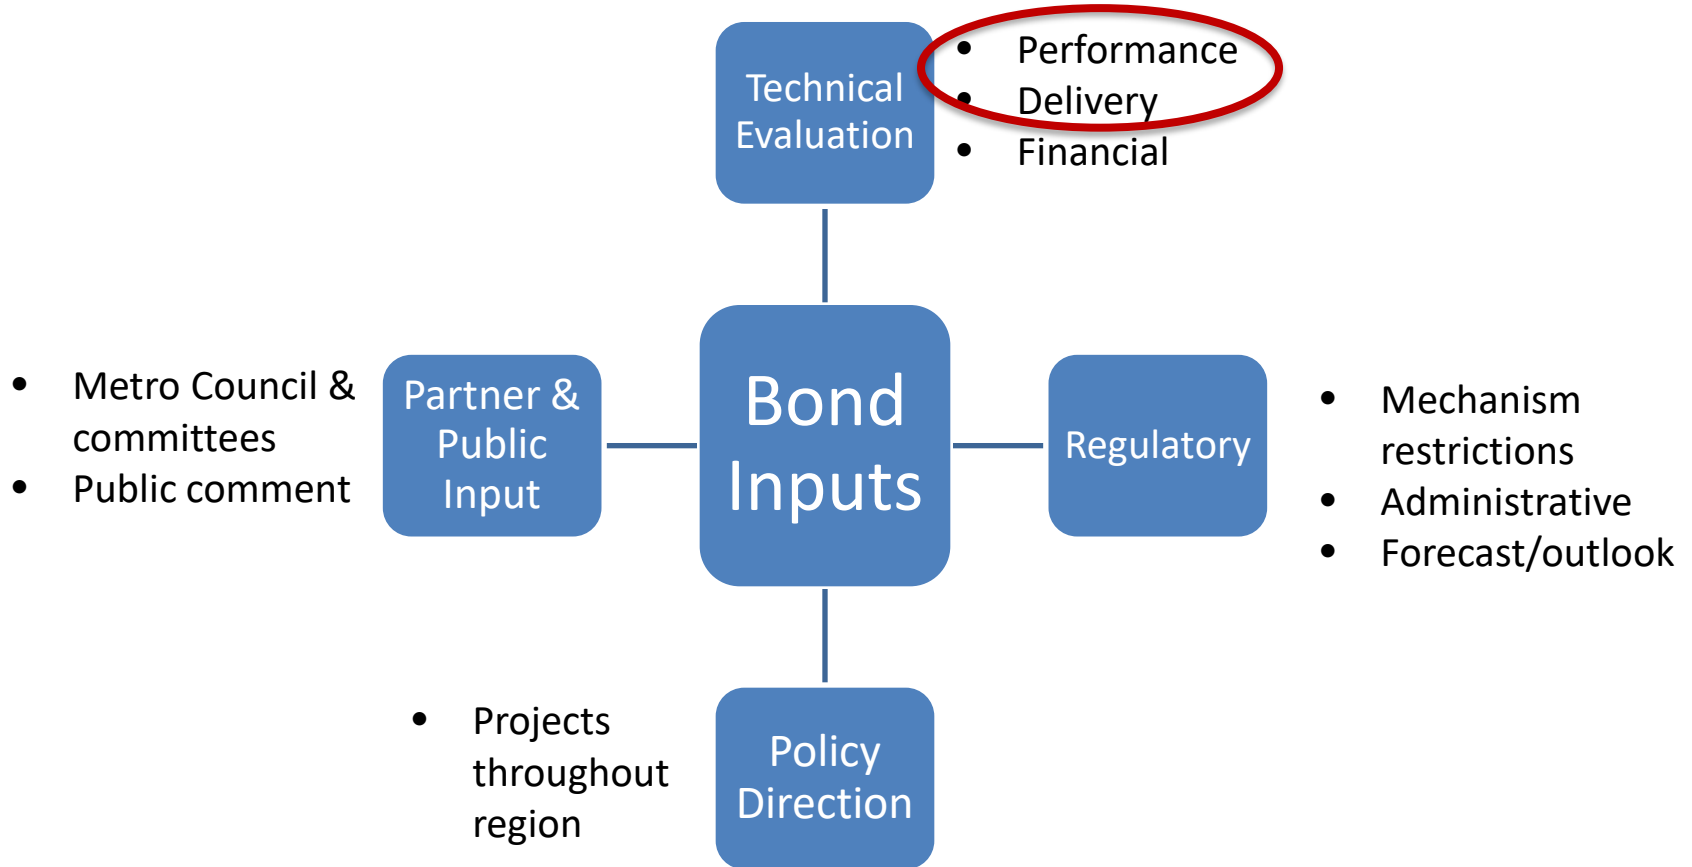 Technical
Evaluation
• Performance
• Delivery
• Financial
• Metro Council &
committees
• Public comment
Partner &
Public
Input
Bond
Inputs
Regulatory
• Mechanism
restrictions
• Administrative
• Forecast/outlook
• Projects
throughout
region
Policy
Direction